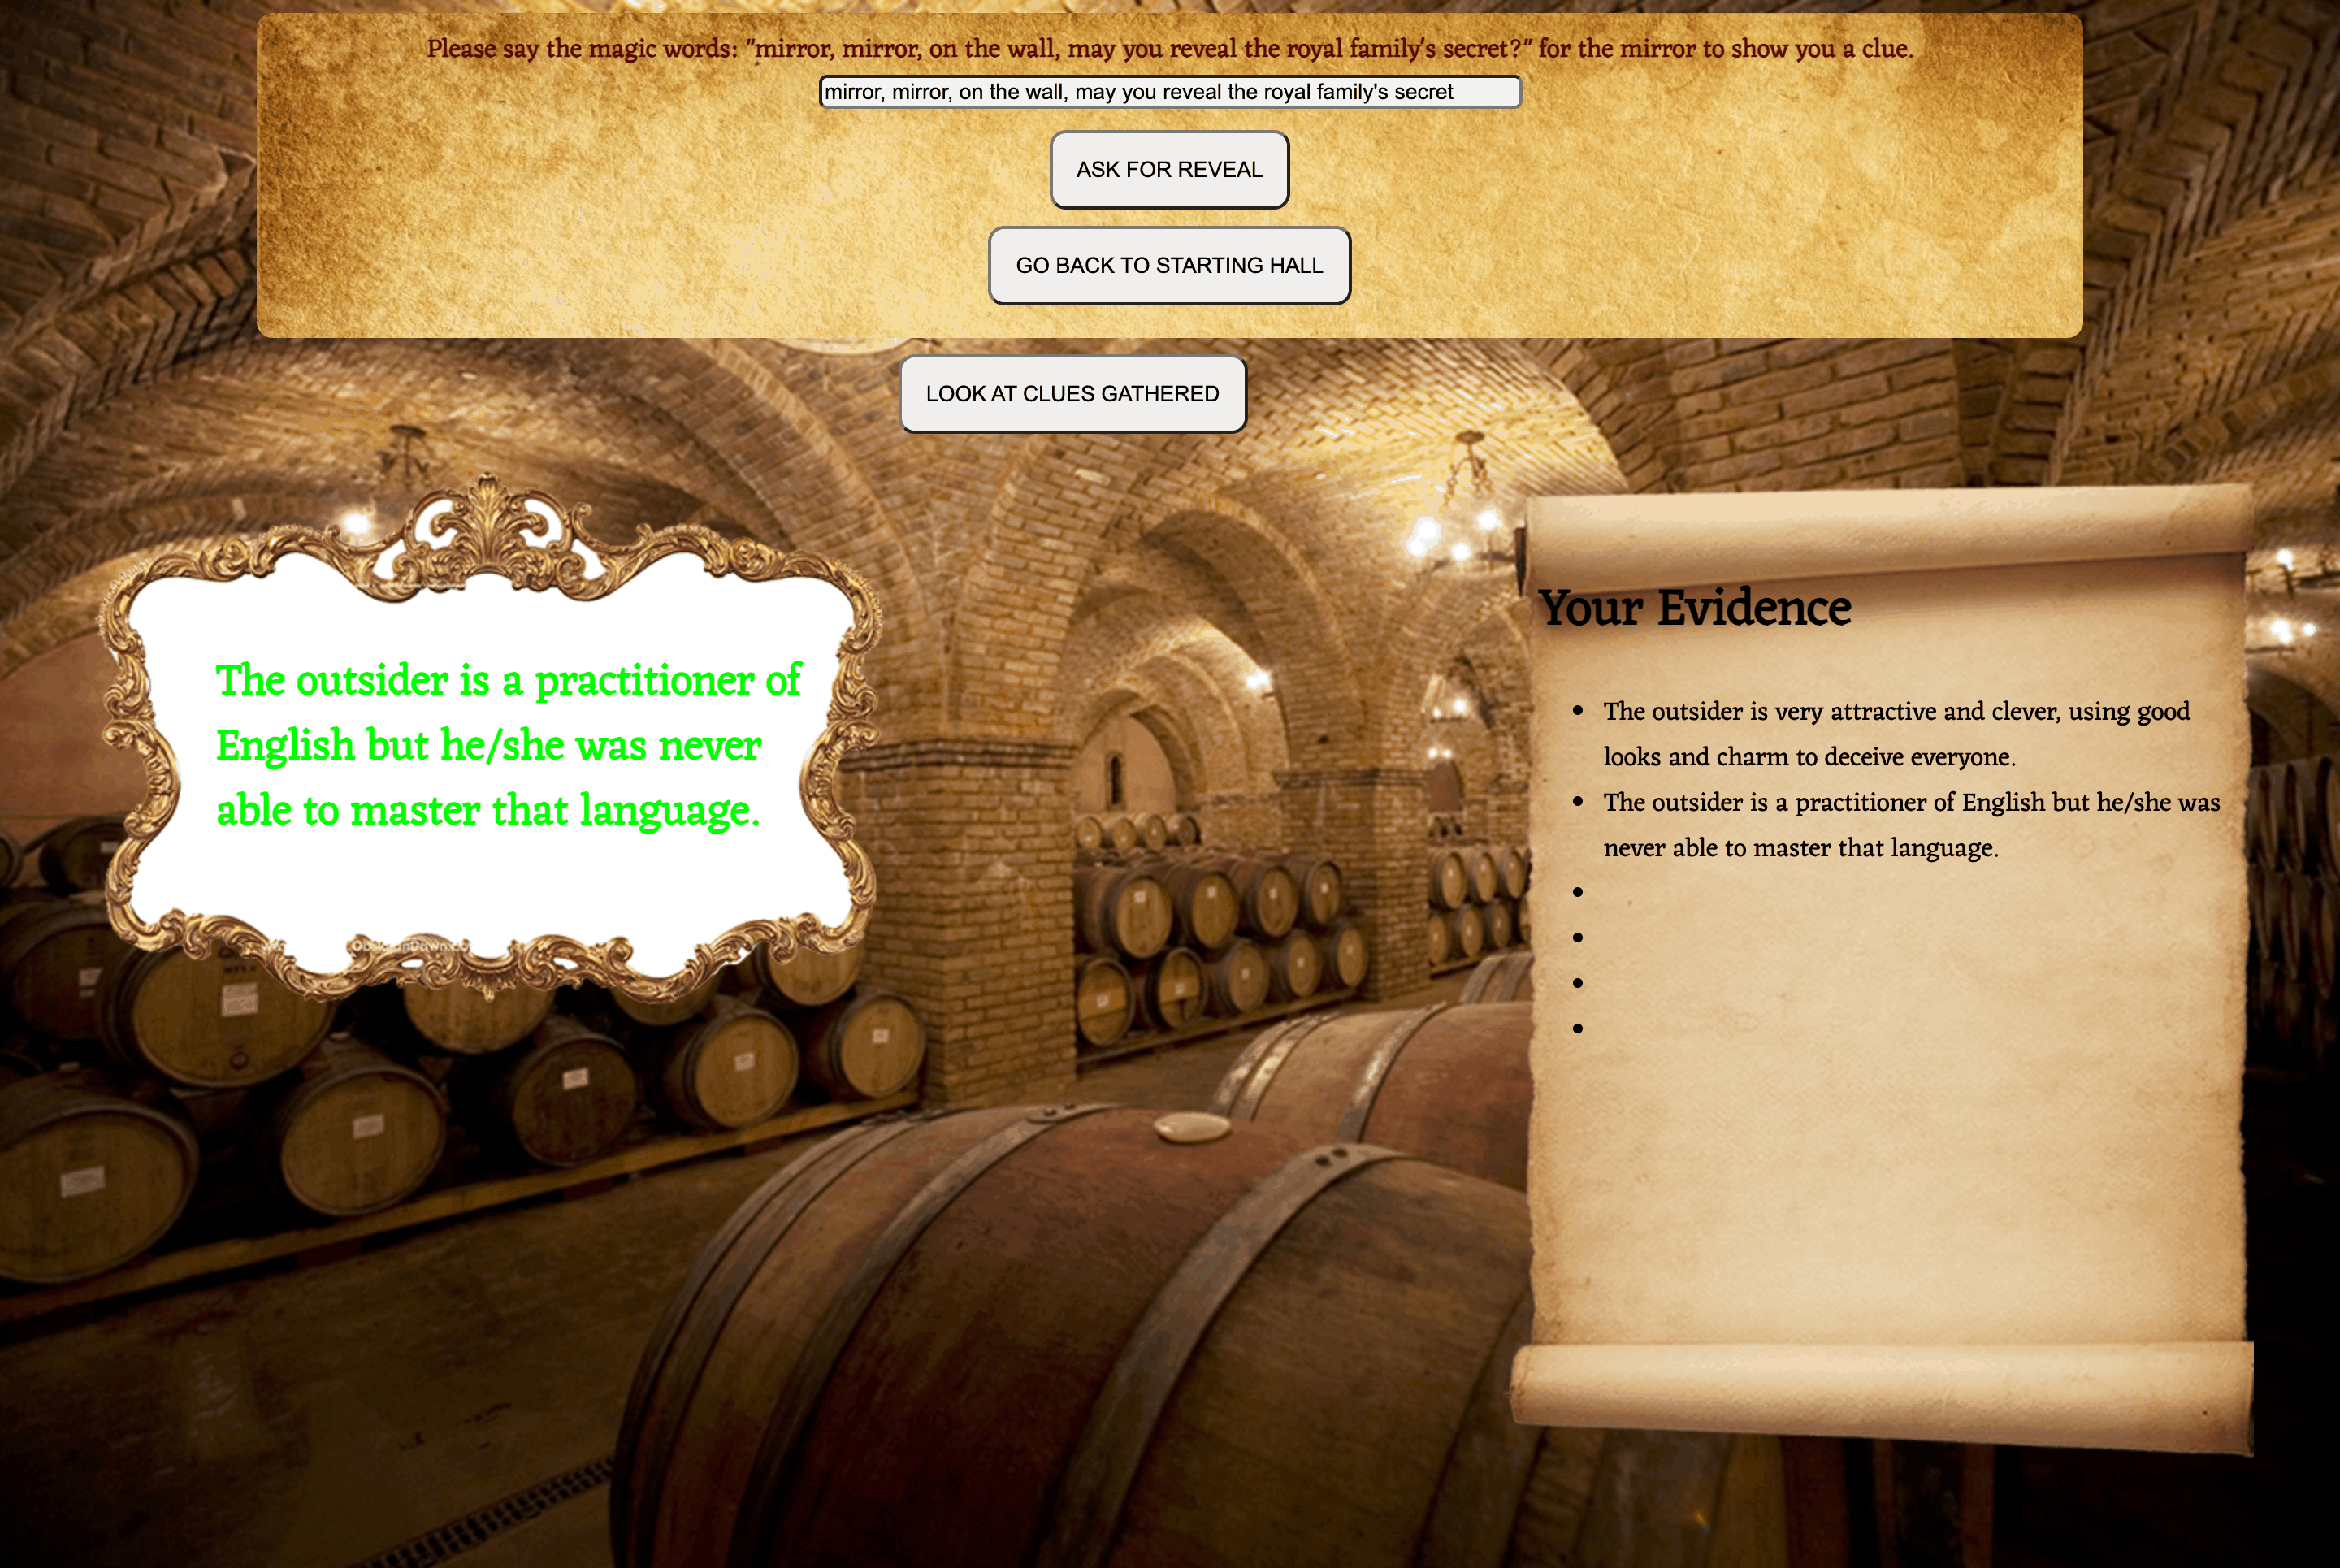 Please say the magic words: "mirror, mirror, on the wall, may you reveal the royal family's secret?" for the mirror to show you a clue.
mirror, mirror, on the wall, may you reveal the royal family's secret
ASK FOR REVEAL
GO BACK TO STARTING HALL
LOOK AT CLUES GATHERED
The outsider is a practitioner of
English but he/she was never
able to master that language.
Your Evidence
• The outsider is very attractive and clever, using good
looks and charm to deceive everyone.
• The outsider is a practitioner of English but he/she was
never able to master that language.
•
•
•
•